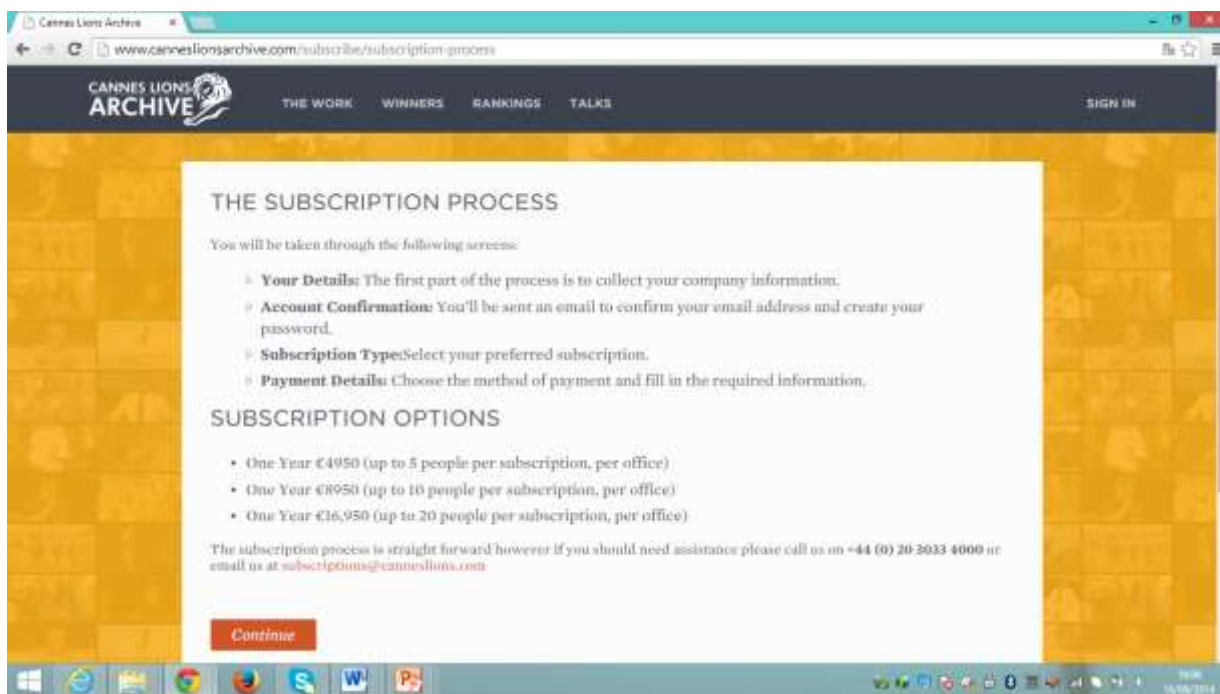 Cannes Lions Archive
www.canneslionsarchive.com/subscribe/subscription-process
CANNES LIONS
ARCHIVE
THE WORK WINNERS RANKINGS TALKS SIGN IN
THE SUBSCRIPTION PROCESS
You will be taken through the following screens:
Your Details: The first part of the process is to collect your company information.
Account Confirmation: You'll be sent an email to confirm your email address and create your
password.
Subscription Type:Select your preferred subscription.
Payment Details: Choose the method of payment and fill in the required information.
SUBSCRIPTION OPTIONS
• One Year €4950 (up to 5 people per subscription, per office)
• One Year €8950 (up to 10 people per subscription, per office)
• One Year €16,950 (up to 20 people per subscription, per office)
The subscription process is straight forward however if you should need assistance please call us on +44 (0) 20 3033 4000 or
email us at subscriptions@canneslions.com
Continue